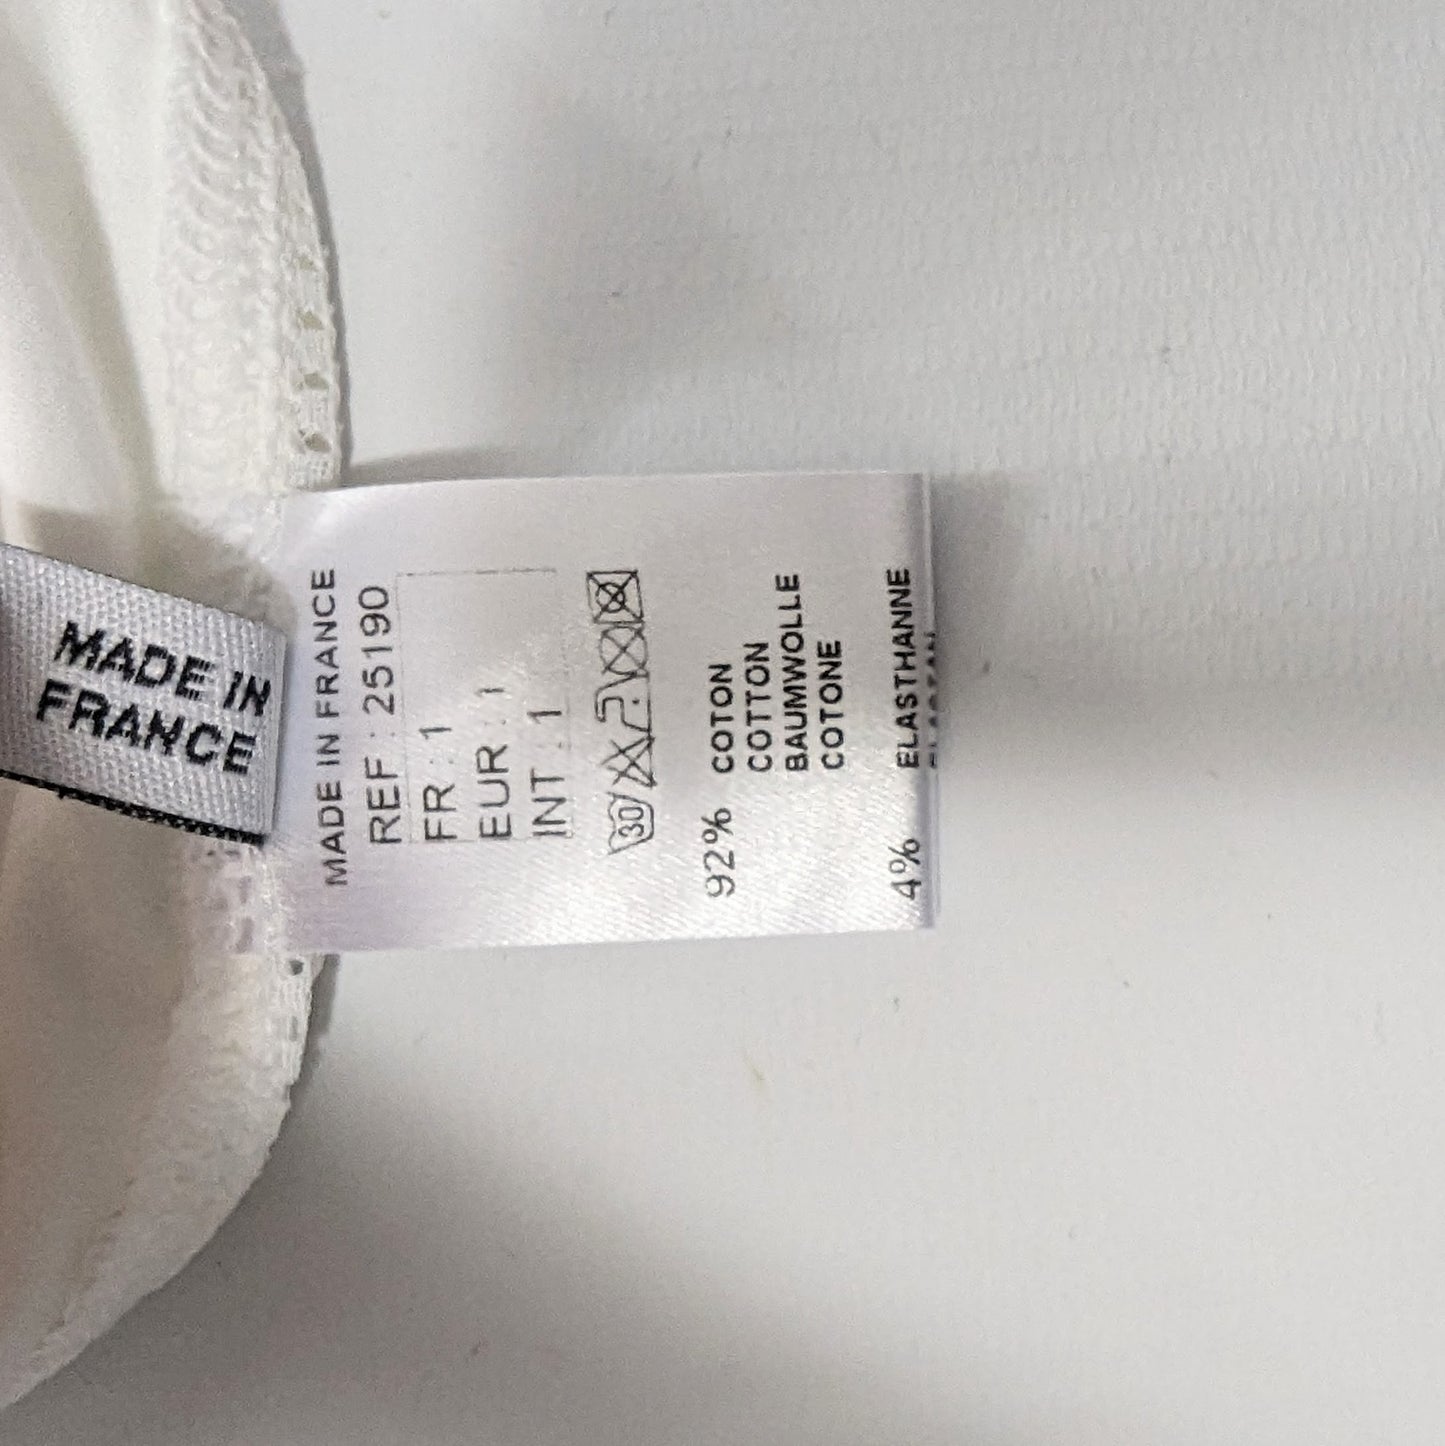 MADE IN
FRANCE
MADE IN FRANCE
REF : 25190
FR : 1
EUR : 1
INT : 1
30
92% COTON
COTTON
BAUMWOLLE
COTONE
4% ELASTHANNE